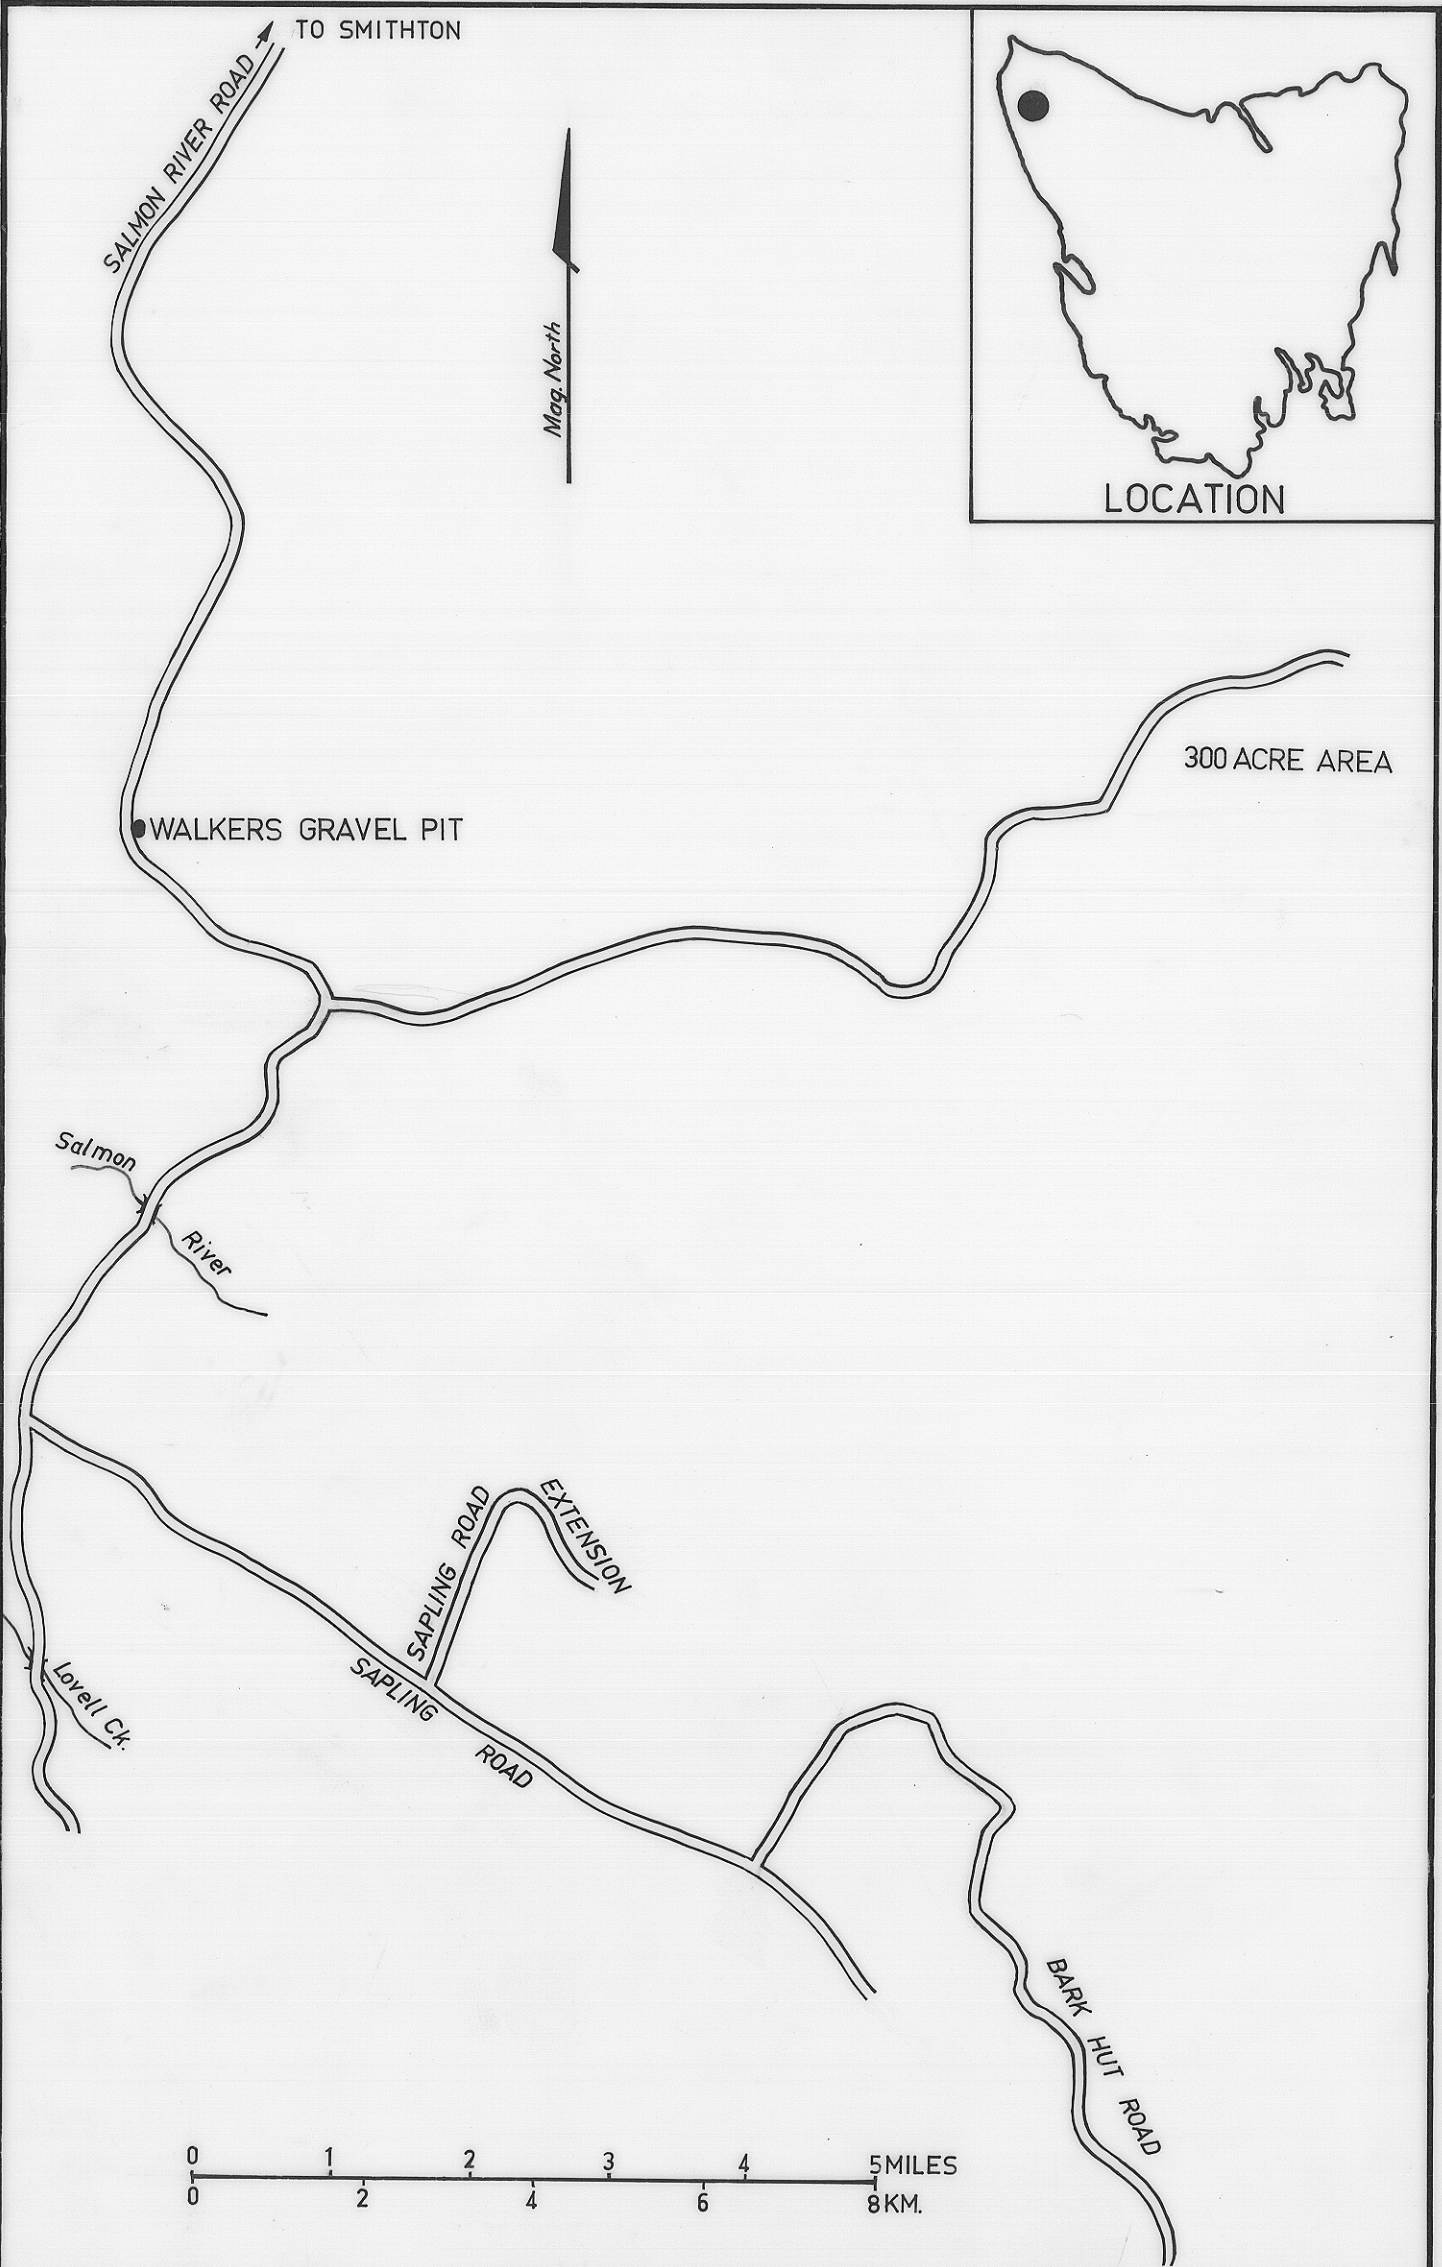 TO SMITHTON
SALMON RIVER ROAD
Mag. North
LOCATION
300 ACRE AREA
WALKERS GRAVEL PIT
Salmon
River
SAPLING ROAD
EXTENSION
SAPLING
ROAD
Lovell Ck.
BARK HUT ROAD
0 1 2 3 4 5 MILES
0 2 4 6 8 KM.